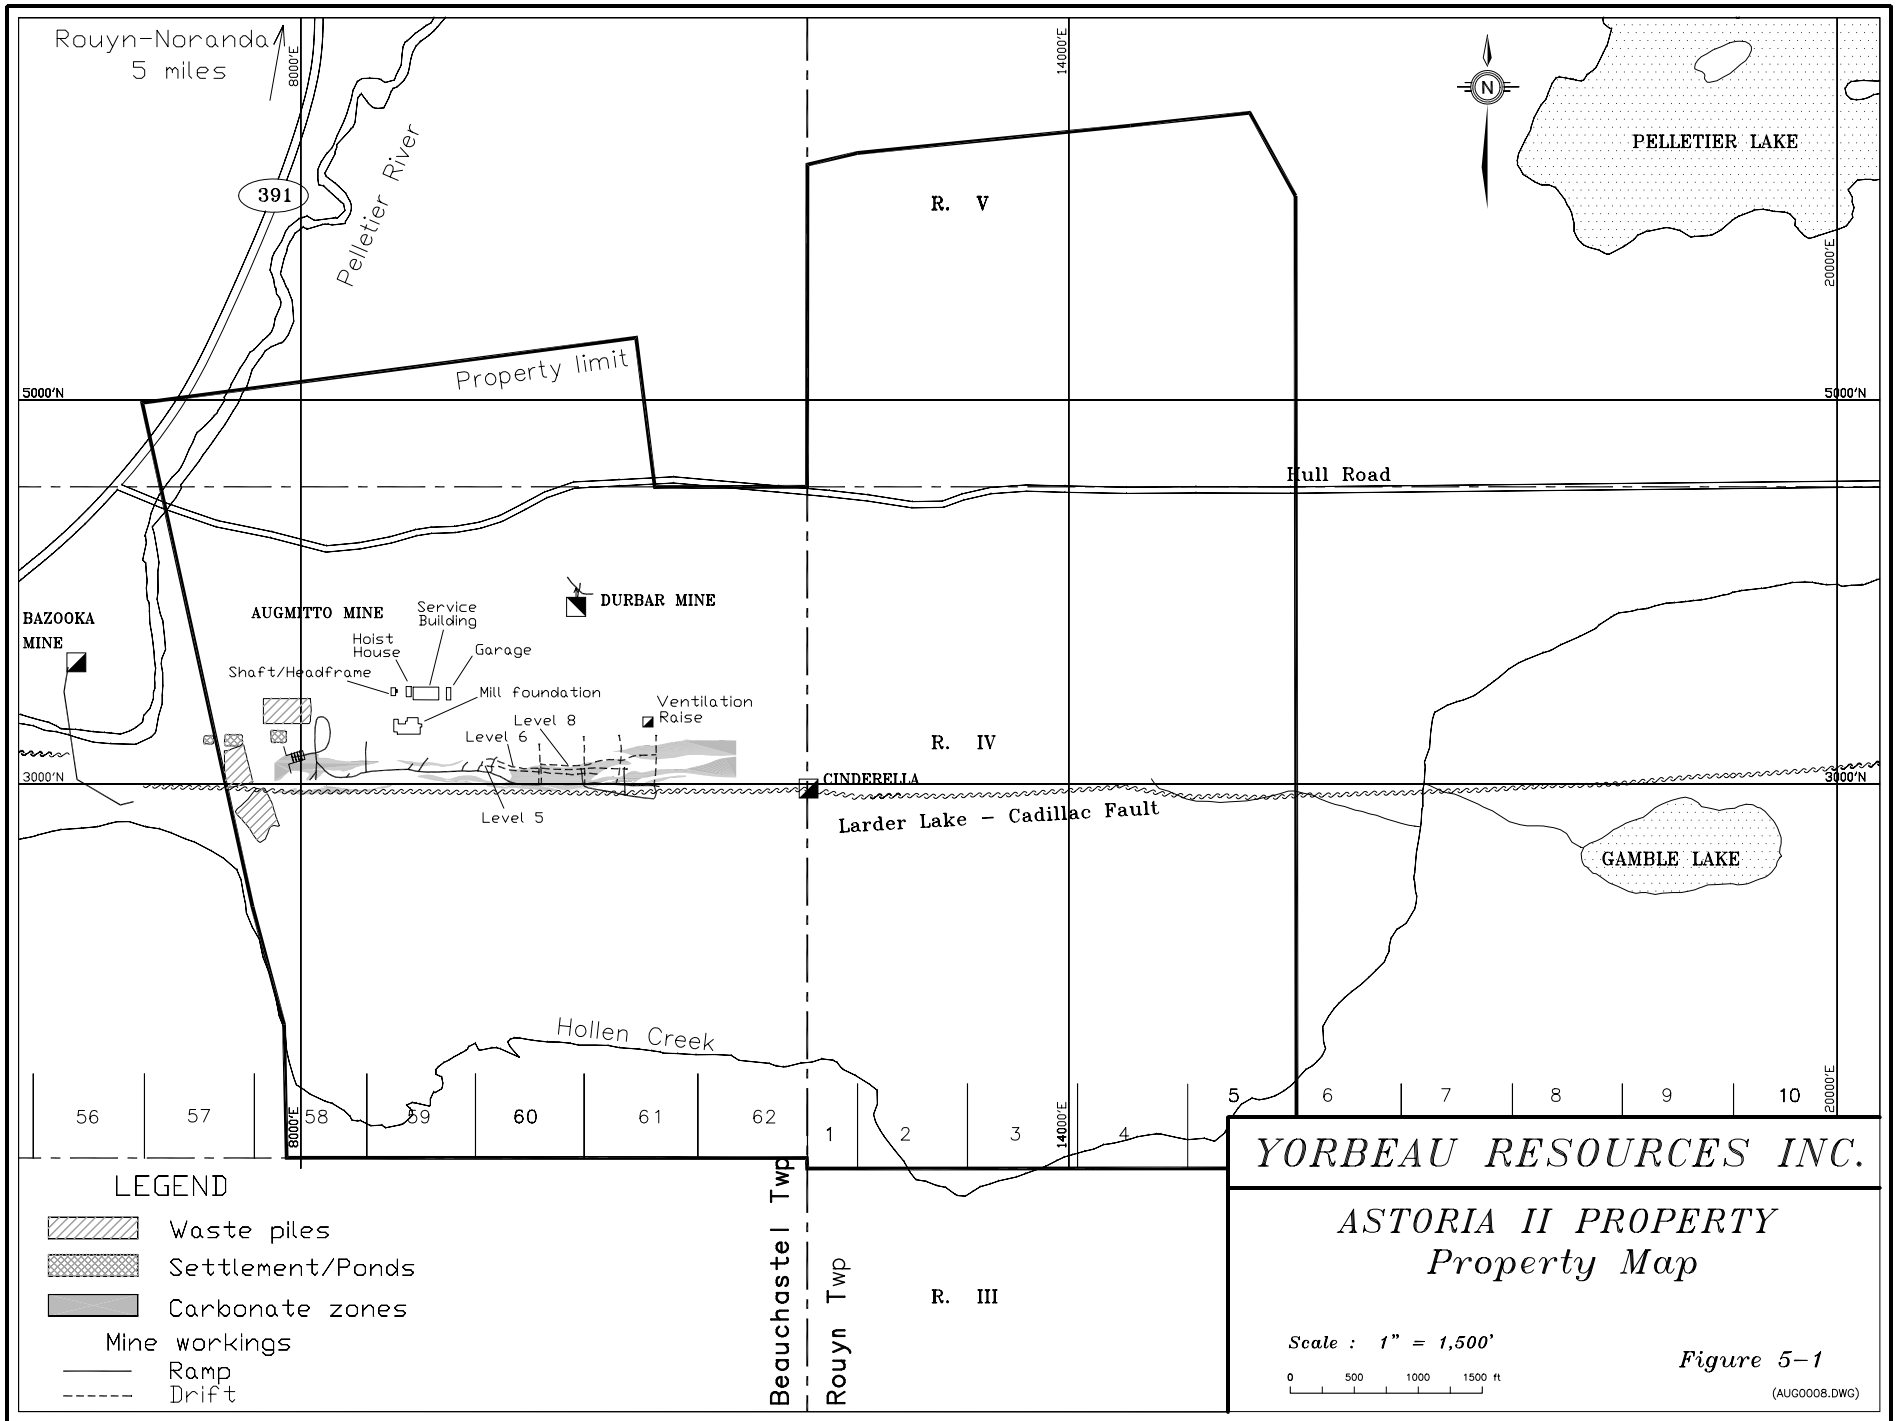 Rouyn-Noranda
5 miles
8000'E
14000'E
N
PELLETIER LAKE
391
Pelletier River
R. V
20000'E
Property limit
5000'N
5000'N
Hull Road
BAZOOKA
MINE
AUGMITTO MINE
Service
Building
DURBAR MINE
Hoist
House
Garage
Shaft/Headframe
Mill foundation
Ventilation
Raise
Level 8
Level 6
R. IV
3000'N
CINDERELLA
3000'N
Level 5
Larder Lake - Cadillac Fault
GAMBLE LAKE
Hollen Creek
56
57
8000'E
58
59
60
61
62
1
2
3
14000'E
4
5
6
7
8
9
10
20000'E
LEGEND
Waste piles
Settlement/Ponds
Carbonate zones
Mine workings
Ramp
Drift
Beauchastel Twp
Rouyn Twp
R. III
YORBEAU RESOURCES INC.
ASTORIA II PROPERTY
Property Map
Scale : 1" = 1,500'
0 500 1000 1500 ft
Figure 5-1
(AUG0008.DWG)